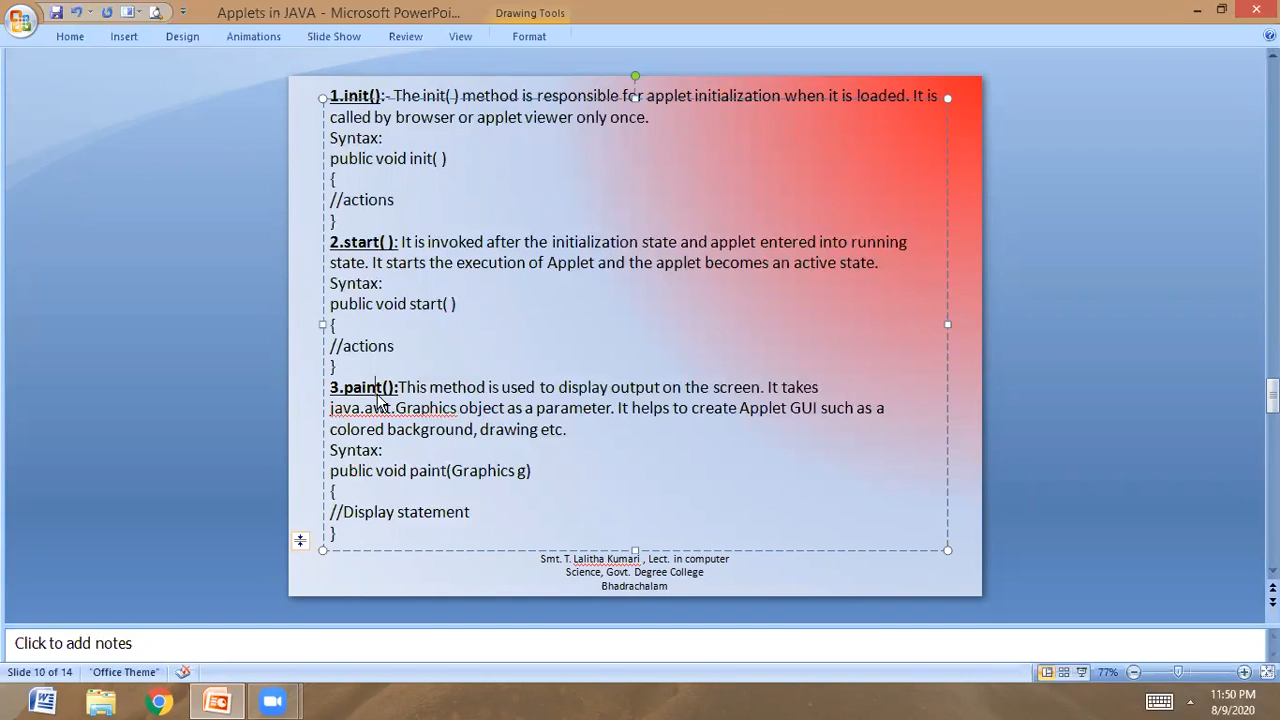 Applets in JAVA - Microsoft PowerPoi...
Drawing Tools
Home
Insert
Design
Animations
Slide Show
Review
View
Format
1.init():- The init( ) method is responsible for applet initialization when it is loaded. It is
called by browser or applet viewer only once.
Syntax:
public void init( )
{
//actions
}
2.start( ): It is invoked after the initialization state and applet entered into running
state. It starts the execution of Applet and the applet becomes an active state.
Syntax:
public void start( )
{
//actions
}
3.paint():This method is used to display output on the screen. It takes
java.awt.Graphics object as a parameter. It helps to create Applet GUI such as a
colored background, drawing etc.
Syntax:
public void paint(Graphics g)
{
//Display statement
}
Smt. T. Lalitha Kumari , Lect. in computer
Science, Govt. Degree College
Bhadrachalam
Click to add notes
Slide 10 of 14
"Office Theme"
77%
11:50 PM
8/9/2020